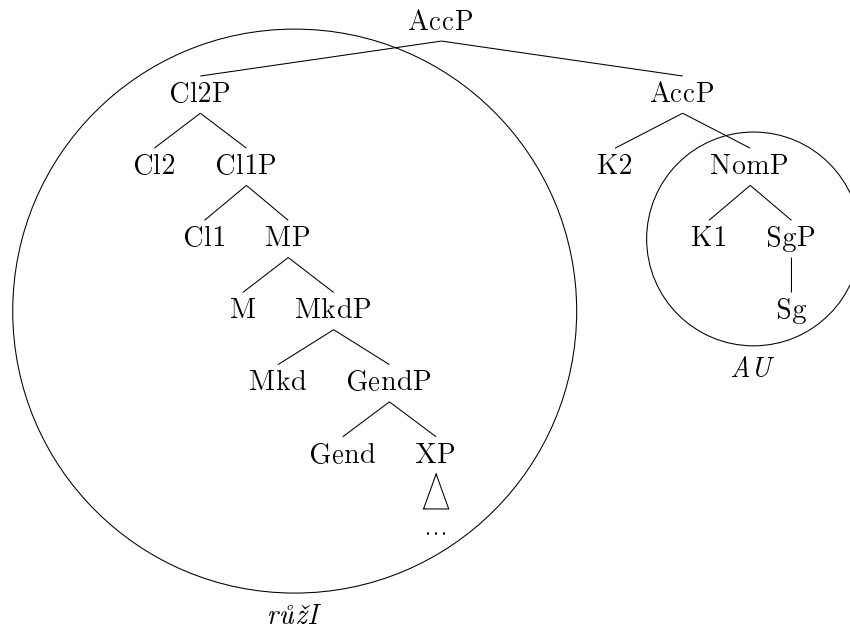 AccP
Cl2P AccP
Cl2 Cl1P K2 NomP
Cl1 MP K1 SgP
M MkdP Sg
AU
Mkd GendP
Gend XP
...
růžI